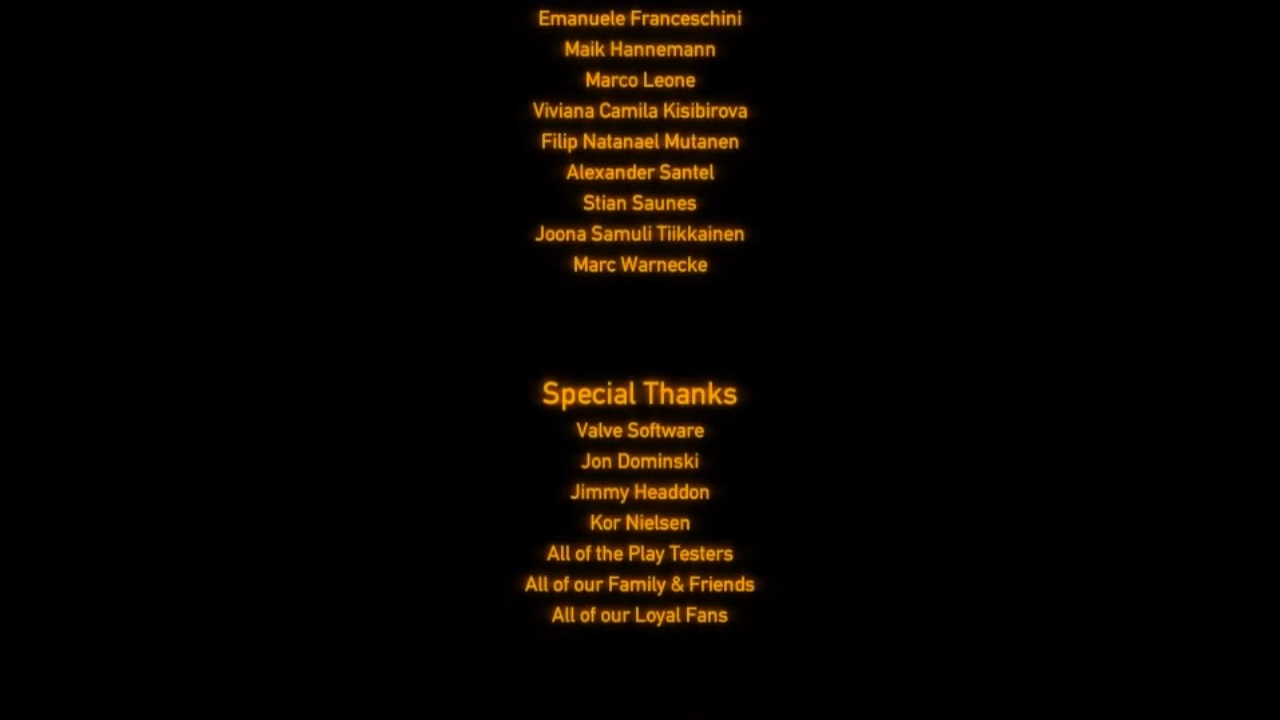 Emanuele Franceschini
Maik Hannemann
Marco Leone
Viviana Camila Kisibirova
Filip Natanael Mutanen
Alexander Santel
Stian Saunes
Joona Samuli Tiikkainen
Marc Warnecke
Special Thanks
Valve Software
Jon Dominski
Jimmy Headdon
Kor Nielsen
All of the Play Testers
All of our Family & Friends
All of our Loyal Fans